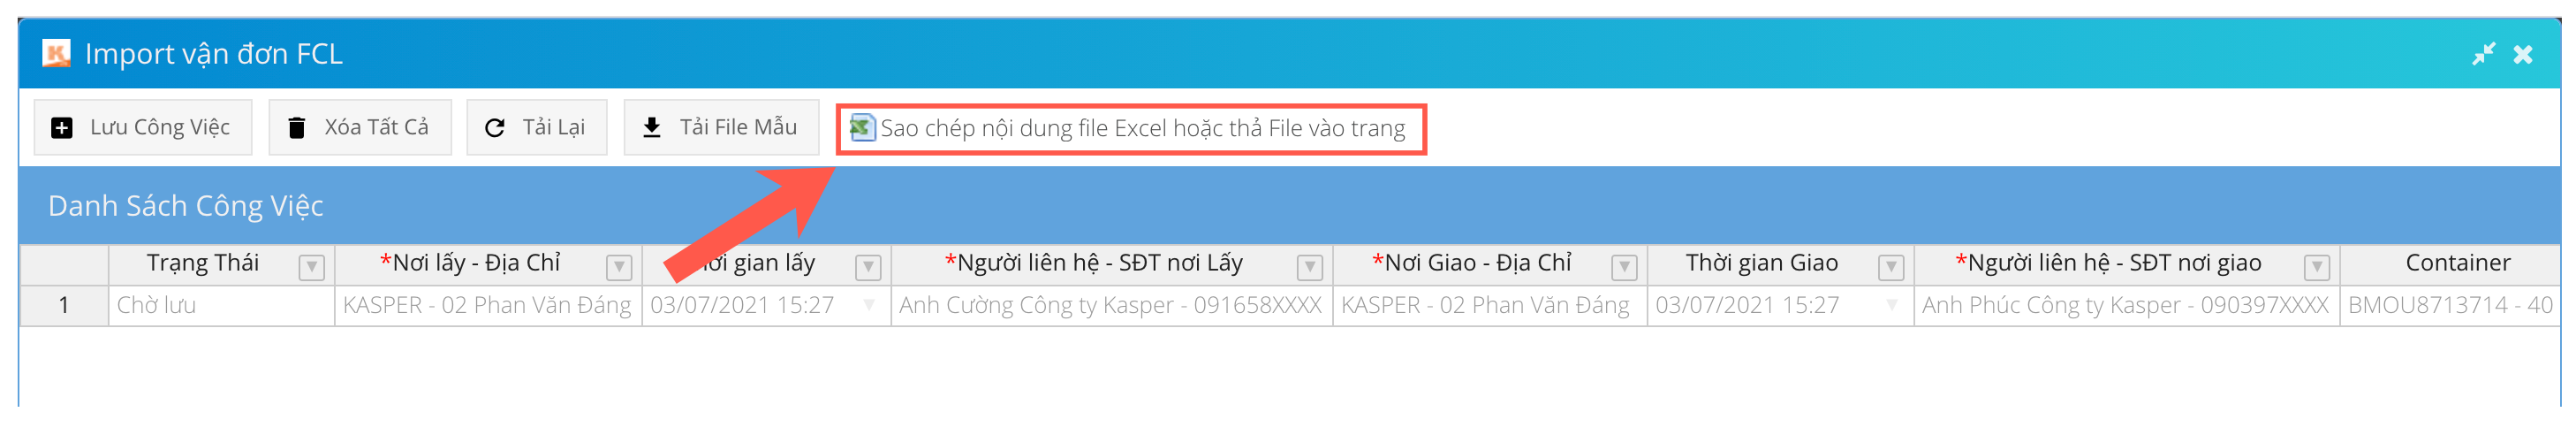 Import vận đơn FCL
Lưu Công Việc Xóa Tất Cả Tải Lại Tải File Mẫu Sao chép nội dung file Excel hoặc thả File vào trang
Danh Sách Công Việc
Trạng Thái *Nơi lấy - Địa Chỉ gian lấy *Người liên hệ - SĐT nơi Lấy *Nơi Giao - Địa Chỉ Thời gian Giao *Người liên hệ - SĐT nơi giao Container
1 Chờ lưu KASPER - 02 Phan Văn Đáng 03/07/2021 15:27 Anh Cường Công ty Kasper - 091658XXXX KASPER - 02 Phan Văn Đáng 03/07/2021 15:27 Anh Phúc Công ty Kasper - 090397XXXX BMOU8713714 - 40